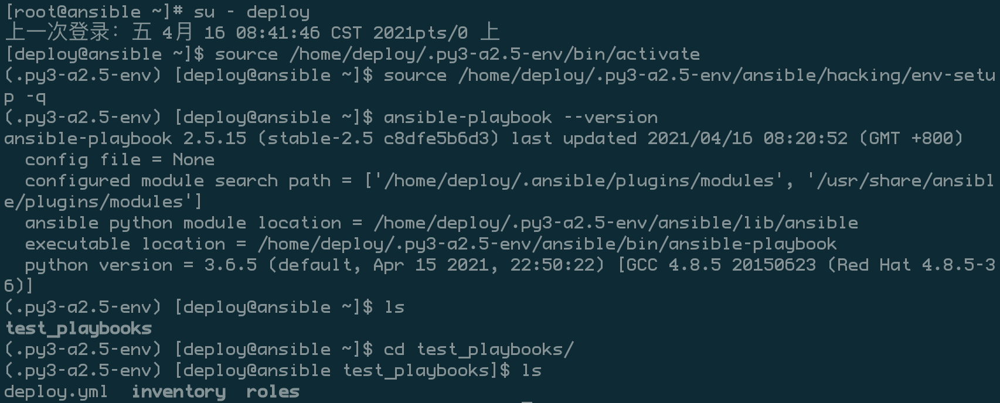 [root@ansible ~]# su - deploy
上一次登录：五 4月 16 08:41:46 CST 2021pts/0 上
[deploy@ansible ~]$ source /home/deploy/.py3-a2.5-env/bin/activate
(.py3-a2.5-env) [deploy@ansible ~]$ source /home/deploy/.py3-a2.5-env/ansible/hacking/env-setu
p -q
(.py3-a2.5-env) [deploy@ansible ~]$ ansible-playbook --version
ansible-playbook 2.5.15 (stable-2.5 c8dfe5b6d3) last updated 2021/04/16 08:20:52 (GMT +800)
  config file = None
  configured module search path = ['/home/deploy/.ansible/plugins/modules', '/usr/share/ansibl
e/plugins/modules']
  ansible python module location = /home/deploy/.py3-a2.5-env/ansible/lib/ansible
  executable location = /home/deploy/.py3-a2.5-env/ansible/bin/ansible-playbook
  python version = 3.6.5 (default, Apr 15 2021, 22:50:22) [GCC 4.8.5 20150623 (Red Hat 4.8.5-3
6)]
(.py3-a2.5-env) [deploy@ansible ~]$ ls
test_playbooks
(.py3-a2.5-env) [deploy@ansible ~]$ cd test_playbooks/
(.py3-a2.5-env) [deploy@ansible test_playbooks]$ ls
deploy.yml  inventory  roles